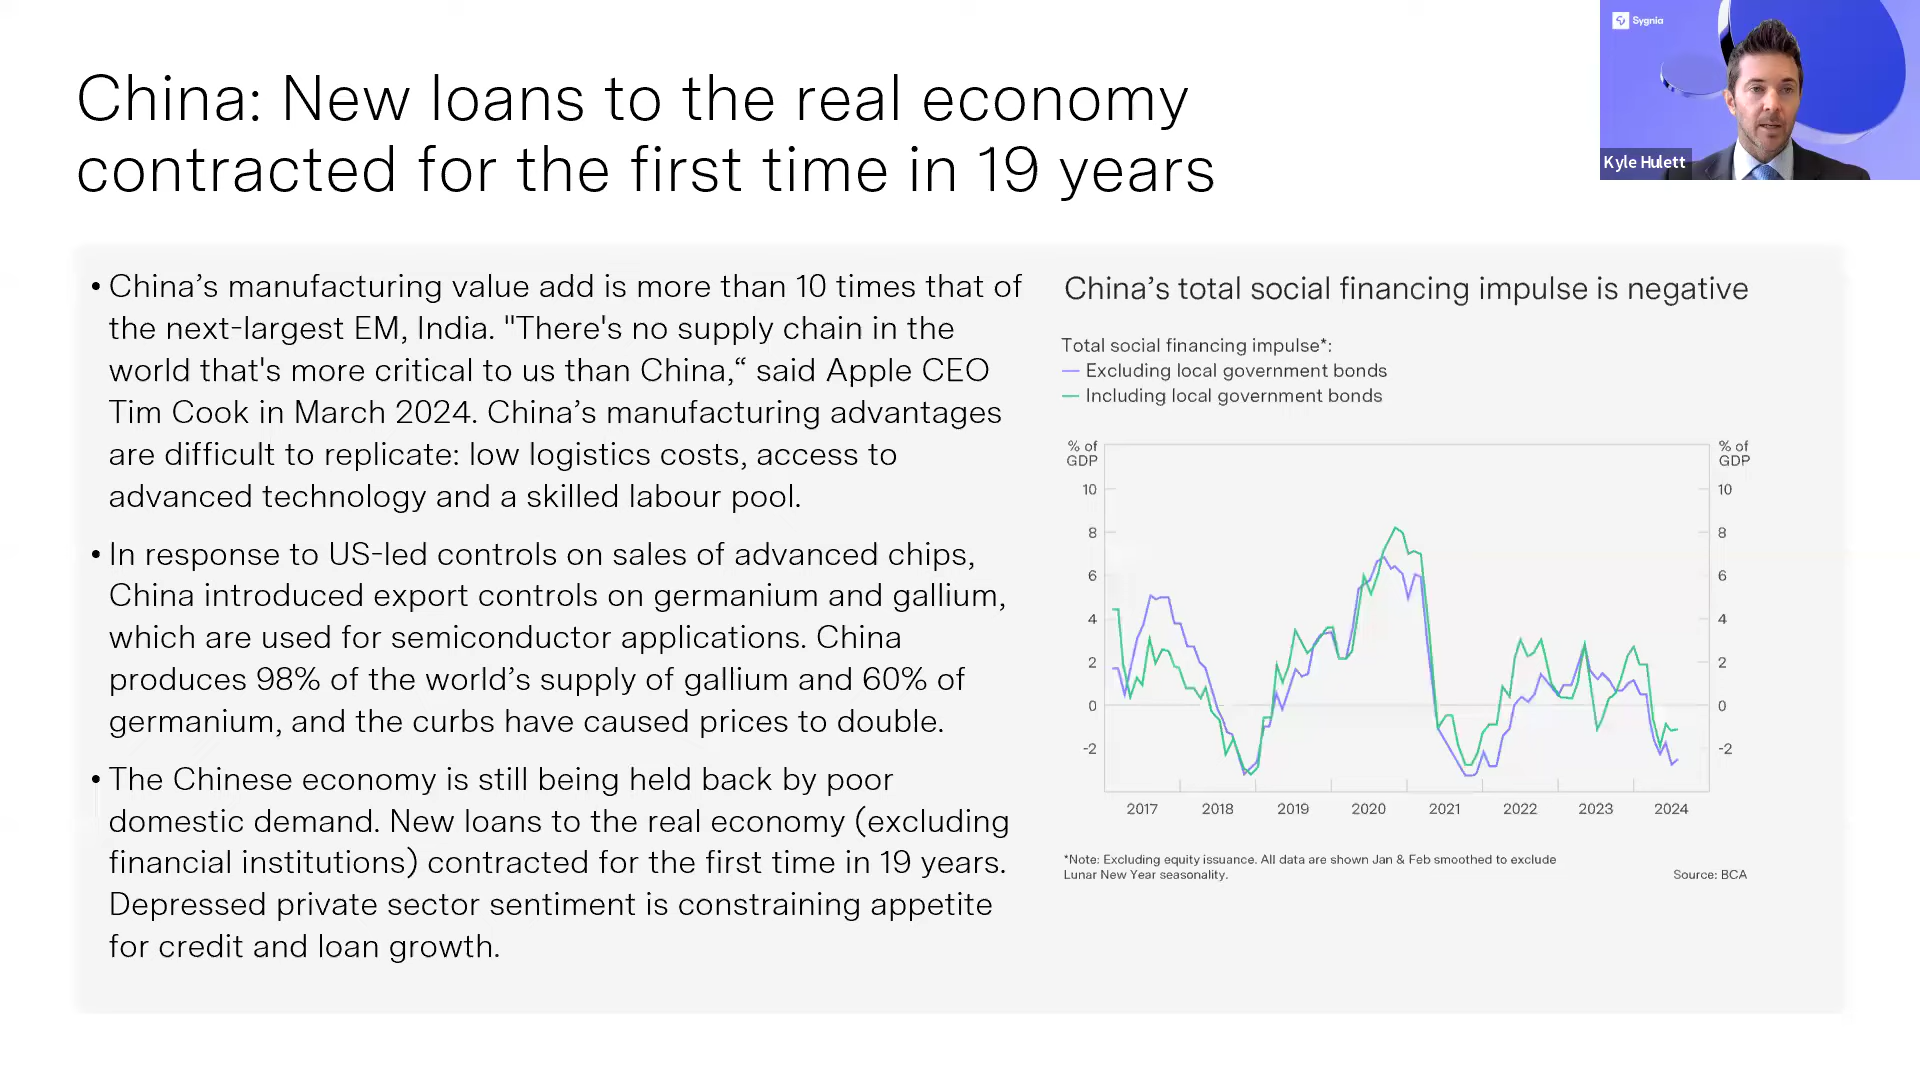 Sygnia
Kyle Hulett
China: New loans to the real economy
contracted for the first time in 19 years
• China’s manufacturing value add is more than 10 times that of
the next-largest EM, India. "There's no supply chain in the
world that's more critical to us than China,“ said Apple CEO
Tim Cook in March 2024. China’s manufacturing advantages
are difficult to replicate: low logistics costs, access to
advanced technology and a skilled labour pool.
• In response to US-led controls on sales of advanced chips,
China introduced export controls on germanium and gallium,
which are used for semiconductor applications. China
produces 98% of the world’s supply of gallium and 60% of
germanium, and the curbs have caused prices to double.
• The Chinese economy is still being held back by poor
domestic demand. New loans to the real economy (excluding
financial institutions) contracted for the first time in 19 years.
Depressed private sector sentiment is constraining appetite
for credit and loan growth.
China’s total social financing impulse is negative
Total social financing impulse*:
Excluding local government bonds
Including local government bonds
% of % of
GDP GDP
10 10
8 8
6 6
4 4
2 2
0 0
-2 -2
2017 2018 2019 2020 2021 2022 2023 2024
*Note: Excluding equity issuance. All data are shown Jan & Feb smoothed to exclude
Lunar New Year seasonality. Source: BCA